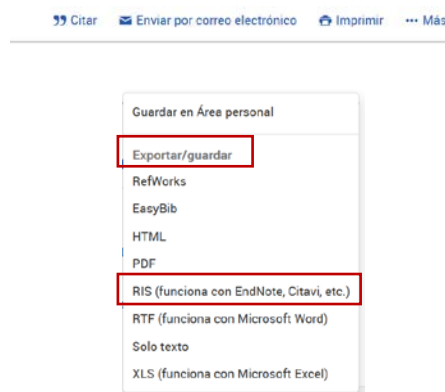 Citar Enviar por correo electrónico Imprimir ••• Más
Guardar en Área personal
Exportar/guardar
RefWorks
EasyBib
HTML
PDF
RIS (funciona con EndNote, Citavi, etc.)
RTF (funciona con Microsoft Word)
Solo texto
XLS (funciona con Microsoft Excel)